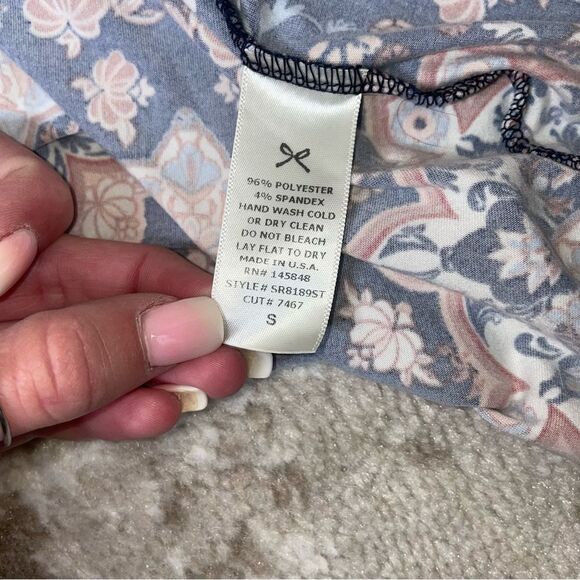 96% POLYESTER
4% SPANDEX
HAND WASH COLD
OR DRY CLEAN
DO NOT BLEACH
LAY FLAT TO DRY
MADE IN U.S.A.
RN# 145848
STYLE# SR8189ST
CUT# 7467
S